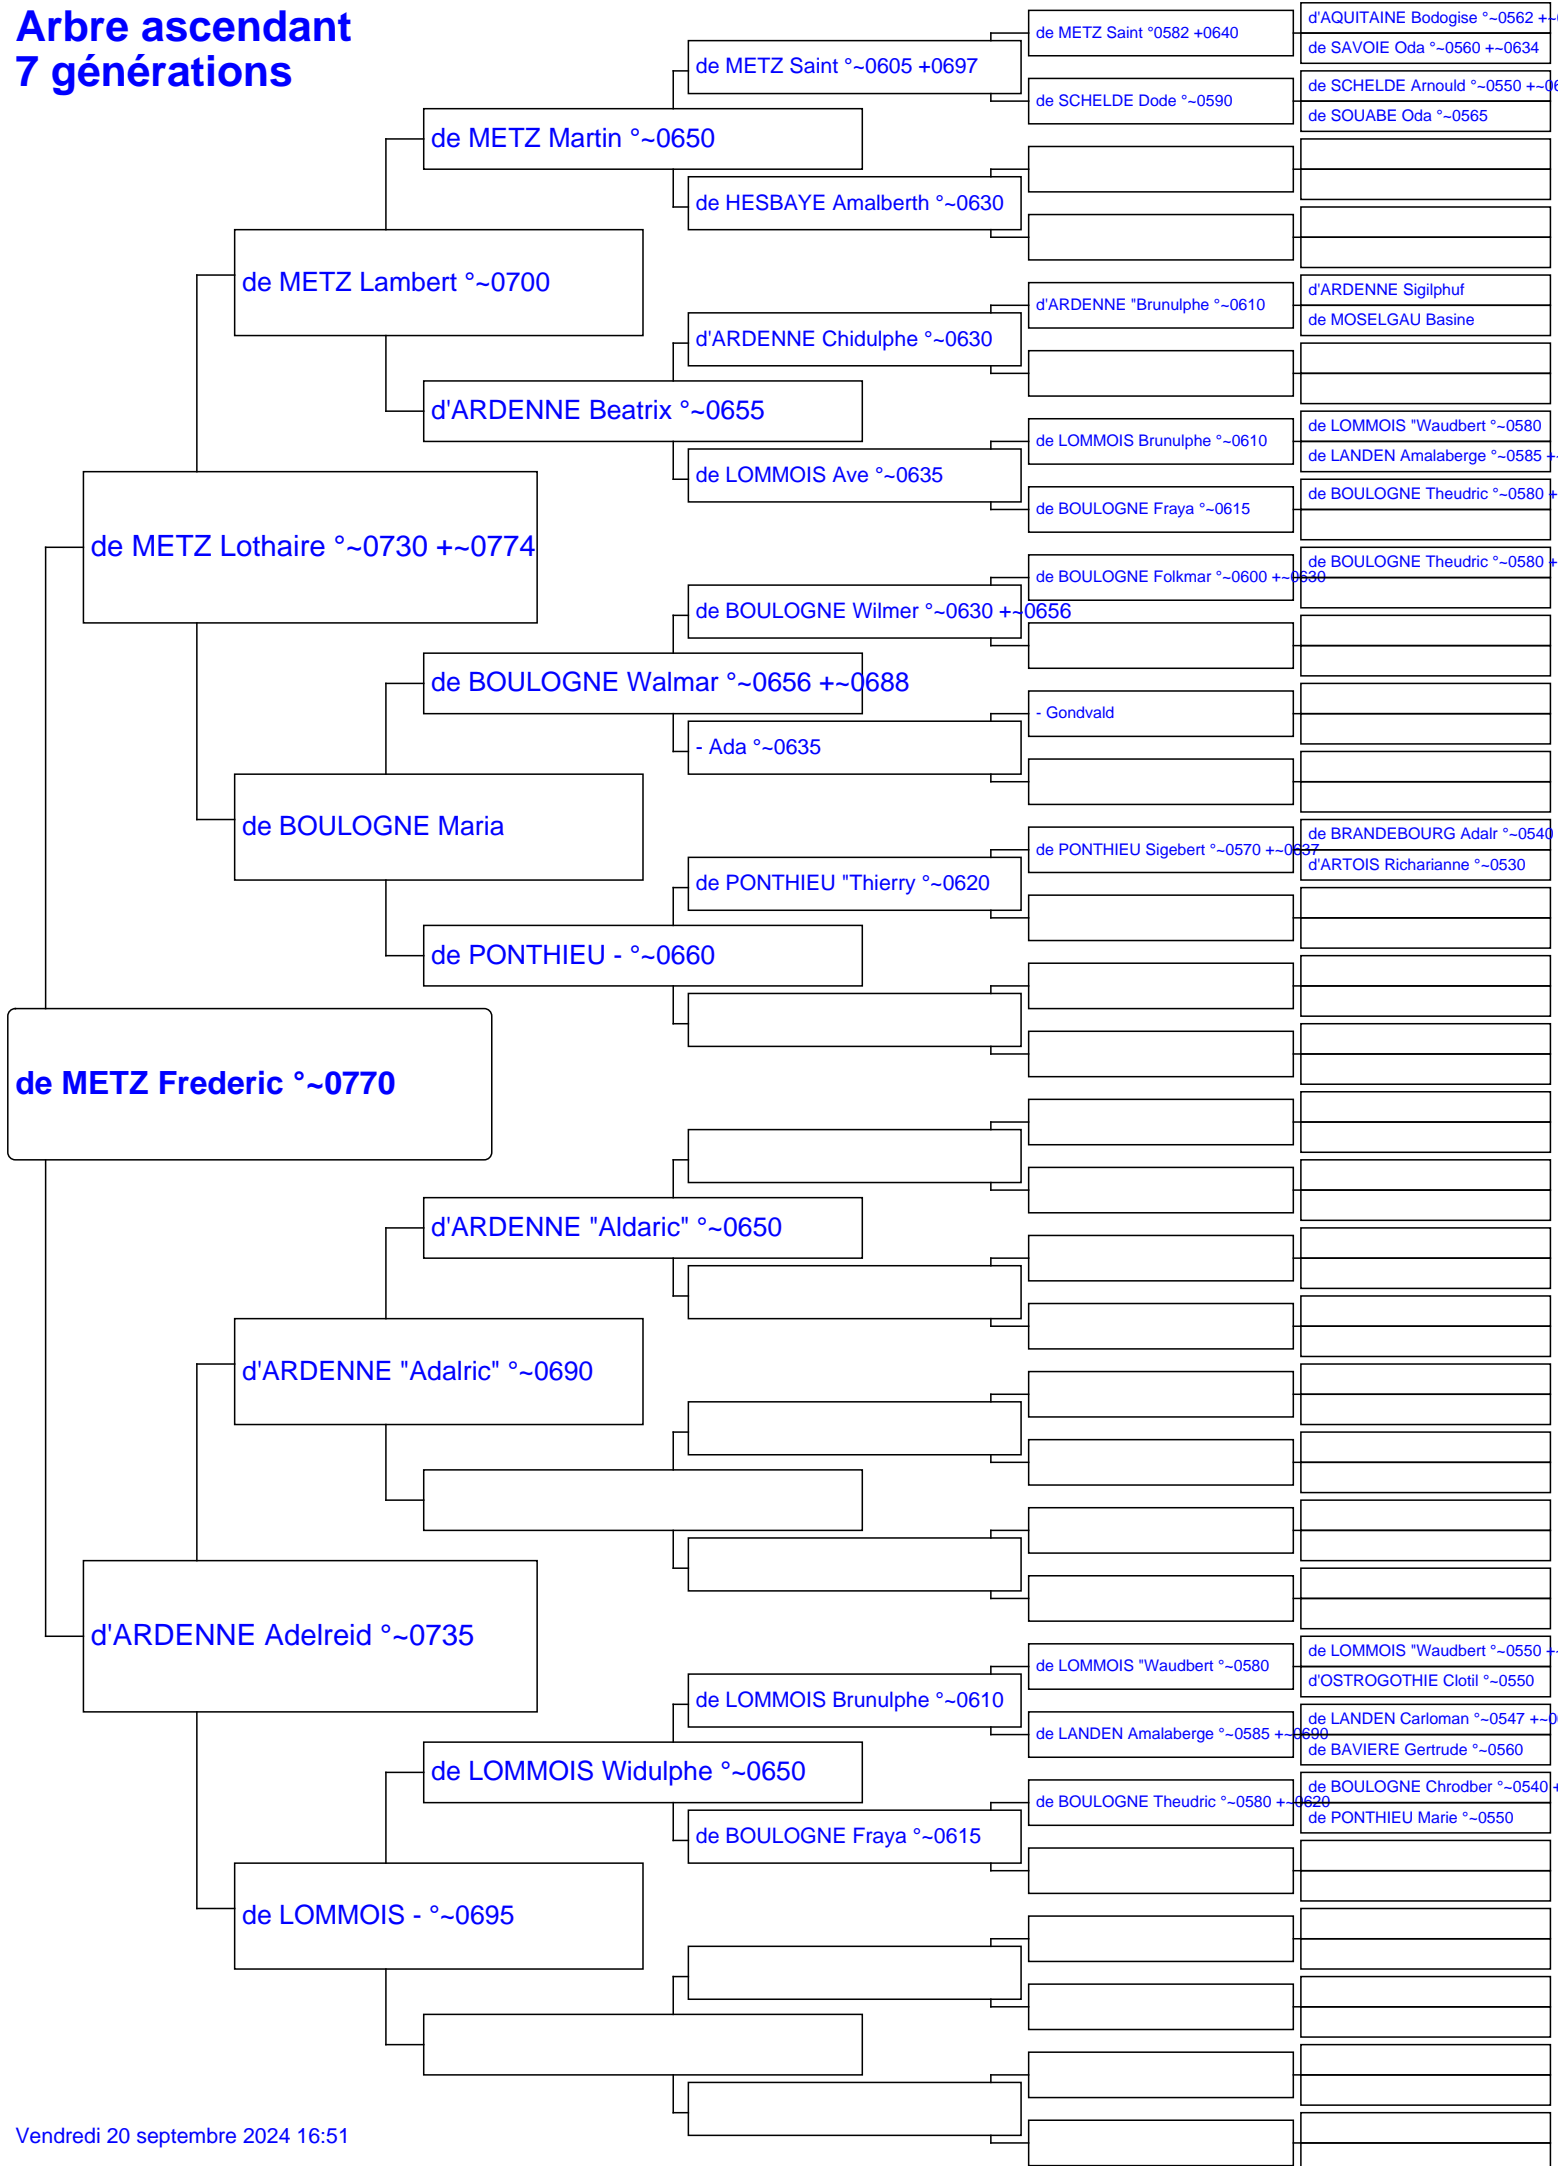 Arbre ascendant
7 générations
de METZ Frederic °~0770
de METZ Lothaire °~0730 +~0774
d'ARDENNE Adelreid °~0735
de METZ Lambert °~0700
de BOULOGNE Maria
d'ARDENNE "Adalric" °~0690
de LOMMOIS - °~0695
de METZ Martin °~0650
d'ARDENNE Beatrix °~0655
de BOULOGNE Walmar °~0656 +~0688
de PONTHIEU - °~0660
d'ARDENNE "Aldaric" °~0650
de LOMMOIS Widulphe °~0650
de METZ Saint °~0605 +0697
de HESBAYE Amalberth °~0630
d'ARDENNE Chidulphe °~0630
de LOMMOIS Ave °~0635
de BOULOGNE Wilmer °~0630 +~0656
- Ada °~0635
de PONTHIEU "Thierry °~0620
de LOMMOIS Brunulphe °~0610
de BOULOGNE Fraya °~0615
de METZ Saint °0582 +0640
de SCHELDE Dode °~0590
d'ARDENNE "Brunulphe °~0610
de LOMMOIS Brunulphe °~0610
de BOULOGNE Fraya °~0615
de BOULOGNE Folkmar °~0600 +~0630
- Gondvald
de PONTHIEU Sigebert °~0570 +~0637
de LOMMOIS "Waudbert °~0580
de LANDEN Amalaberge °~0585 +~0690
de BOULOGNE Theudric °~0580 +~0620
d'AQUITAINE Bodogise °~0562 +~
de SAVOIE Oda °~0560 +~0634
de SCHELDE Arnould °~0550 +~0
de SOUABE Oda °~0565
d'ARDENNE Sigilphuf
de MOSELGAU Basine
de LOMMOIS "Waudbert °~0580
de LANDEN Amalaberge °~0585 +
de BOULOGNE Theudric °~0580 +
de BOULOGNE Theudric °~0580 +
de BRANDEBOURG Adalr °~0540
d'ARTOIS Richarianne °~0530
de LOMMOIS "Waudbert °~0550 +
d'OSTROGOTHIE Clotil °~0550
de LANDEN Carloman °~0547 +~0
de BAVIERE Gertrude °~0560
de BOULOGNE Chrodber °~0540 +
de PONTHIEU Marie °~0550
Vendredi 20 septembre 2024 16:51